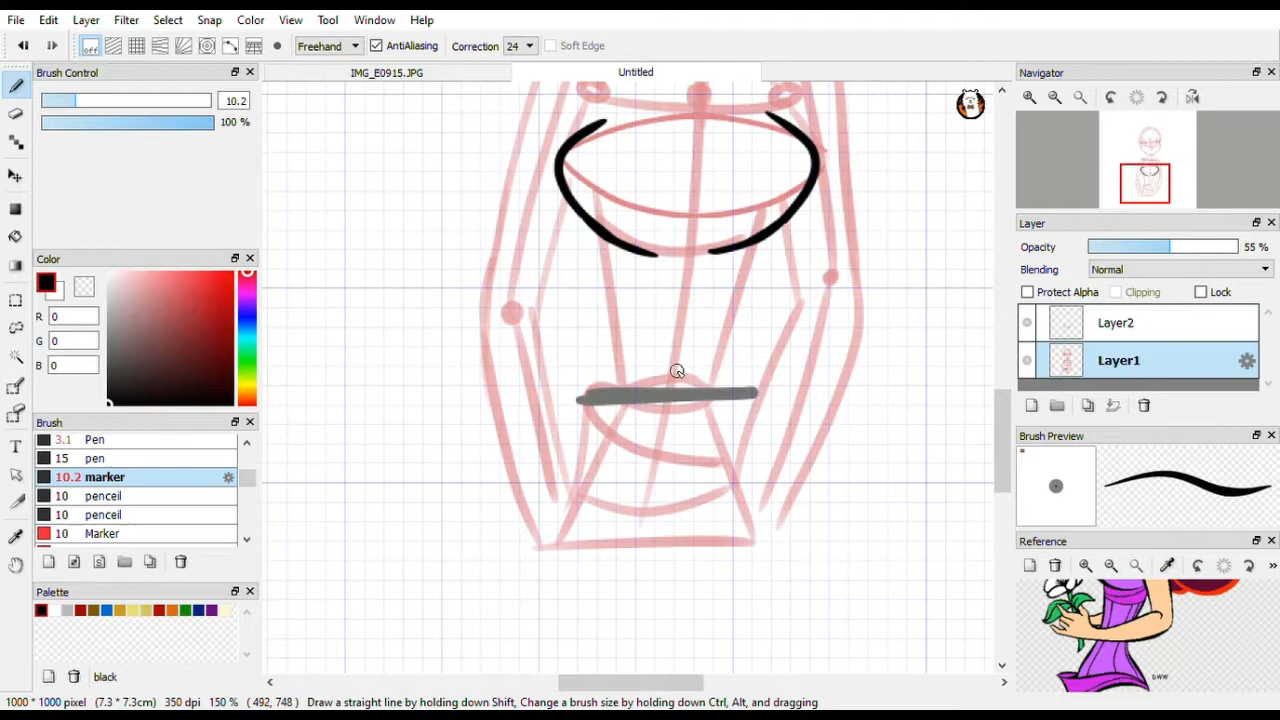 File Edit Layer Filter Select Snap Color View Tool Window Help
off Freehand AntiAliasing Correction 24 Soft Edge
Brush Control
10.2
100 %
Color
R 0
G 0
B 0
Brush
3.1 Pen
15 pen
10.2 marker
10 penceil
10 penceil
10 Marker
Palette
black
IMG_E0915.JPG Untitled
Navigator
Layer
Opacity 55 %
Blending Normal
Protect Alpha Clipping Lock
Layer2
Layer1
Brush Preview
*
Reference
»
T
1000 * 1000 pixel (7.3 * 7.3cm) 350 dpi 150 % ( 492, 748 ) Draw a straight line by holding down Shift, Change a brush size by holding down Ctrl, Alt, and dragging